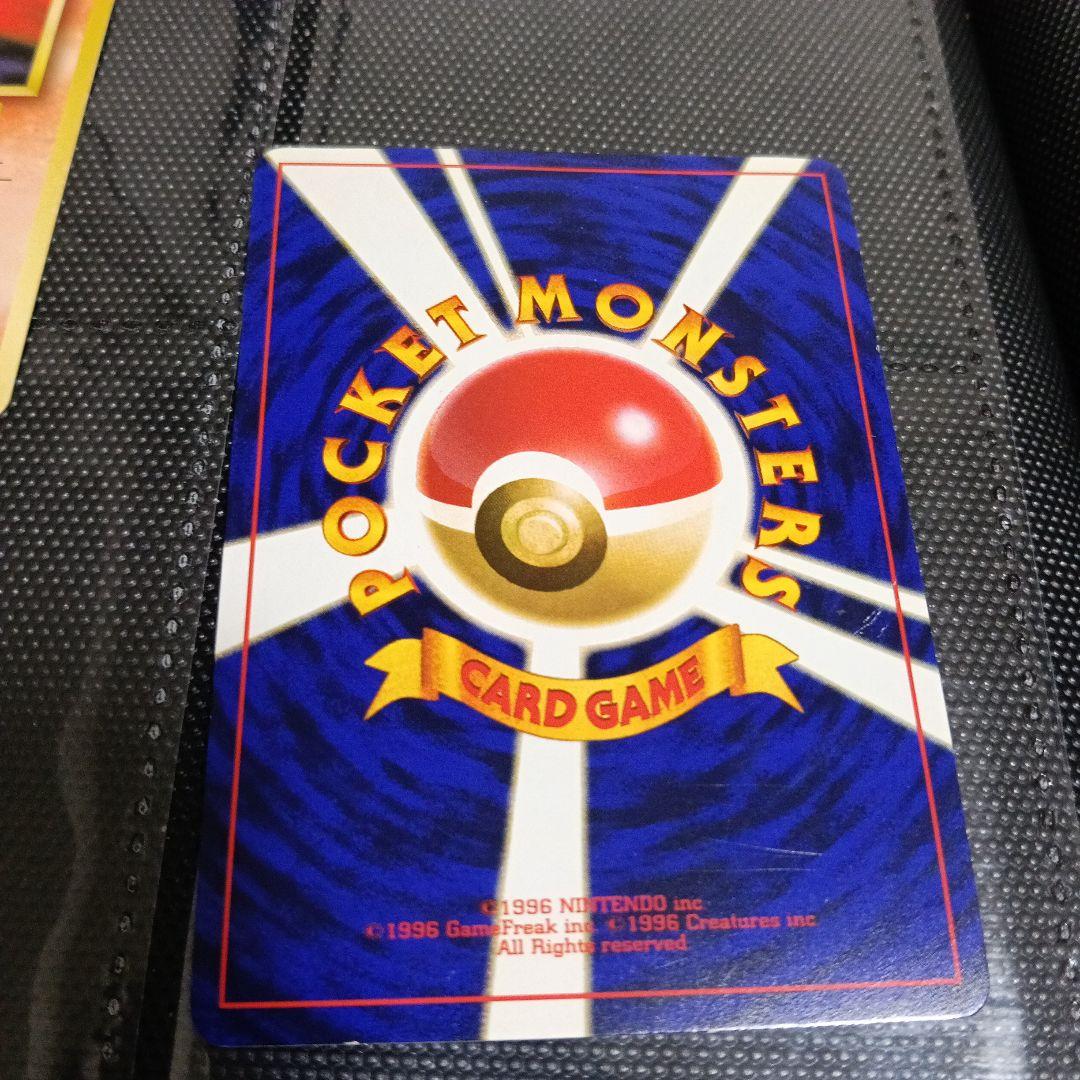 POCKET MONSTERS
CARD GAME
©1996 NINTENDO inc
©1996 GameFreak inc. ©1996 Creatures inc
All Rights reserved